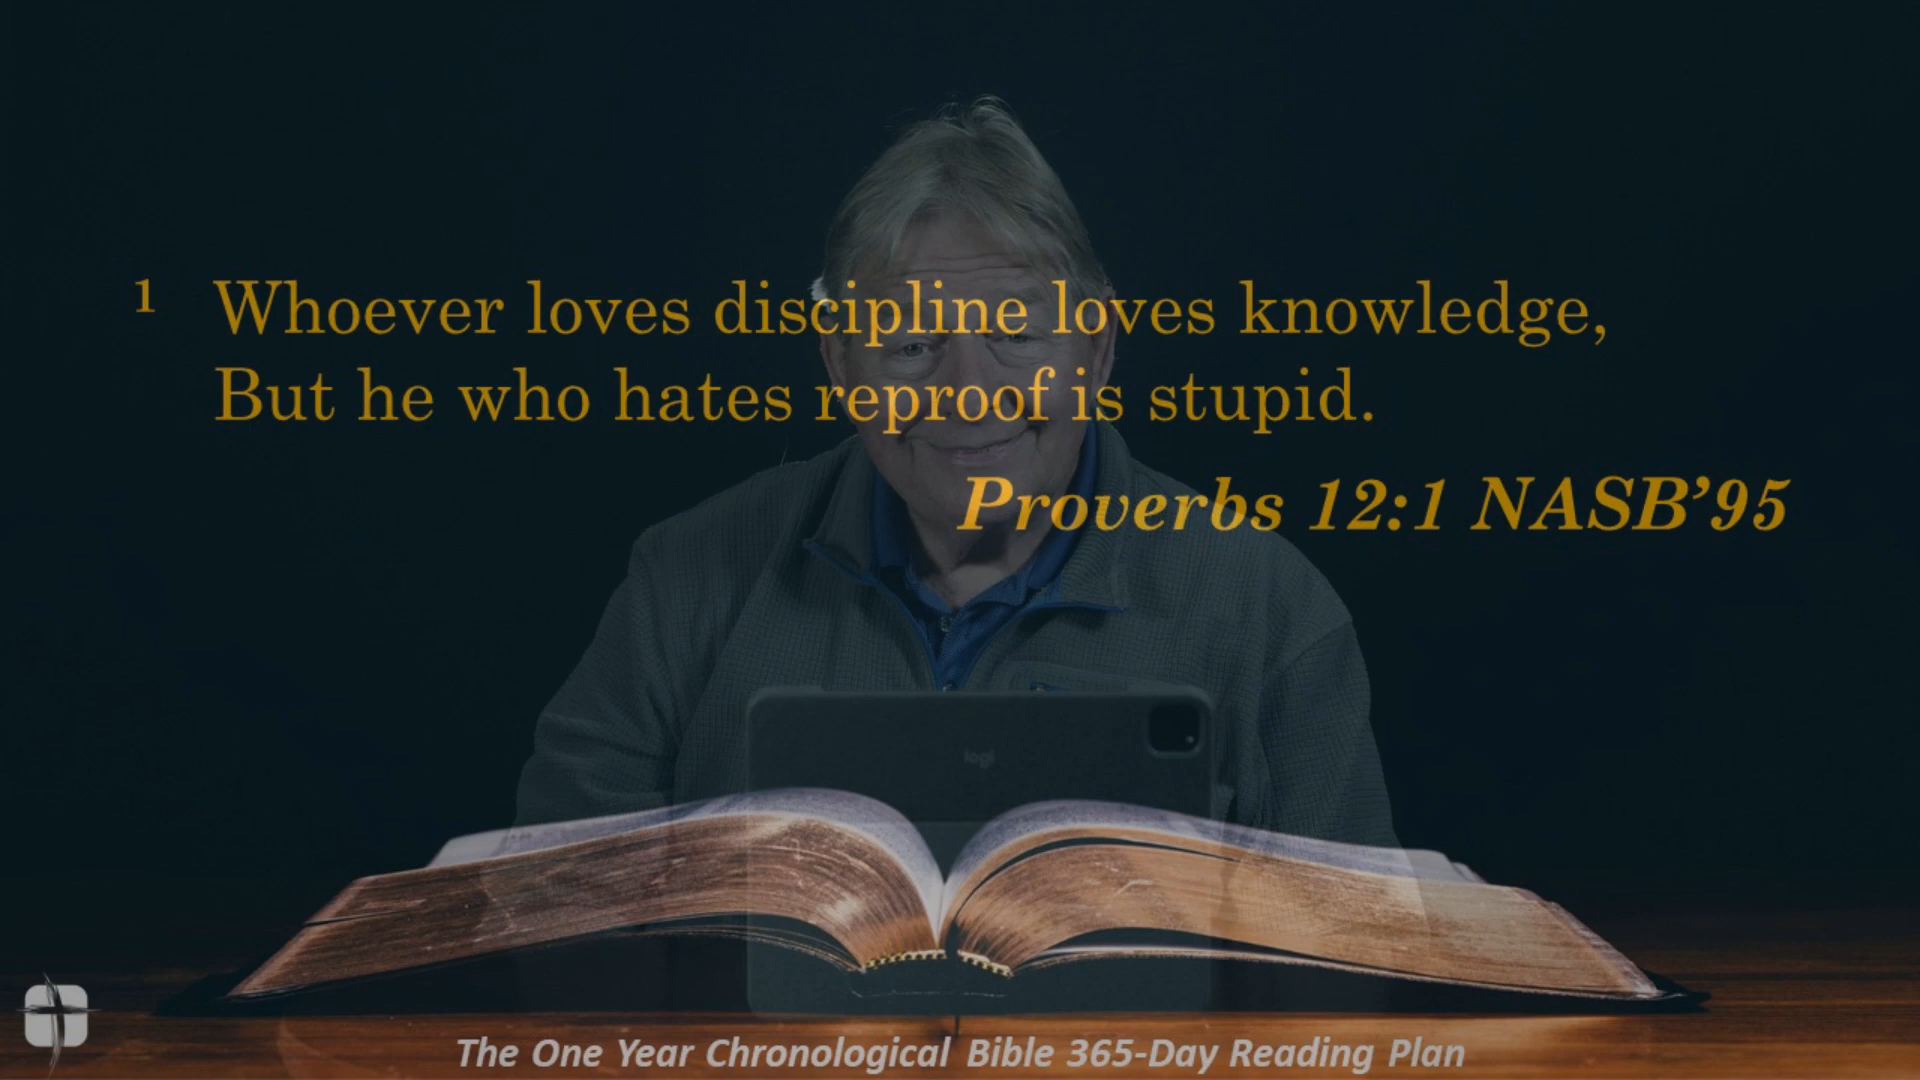 1 Whoever loves discipline loves knowledge,
But he who hates reproof is stupid.
Proverbs 12:1 NASB’95
logi
The One Year Chronological Bible 365-Day Reading Plan